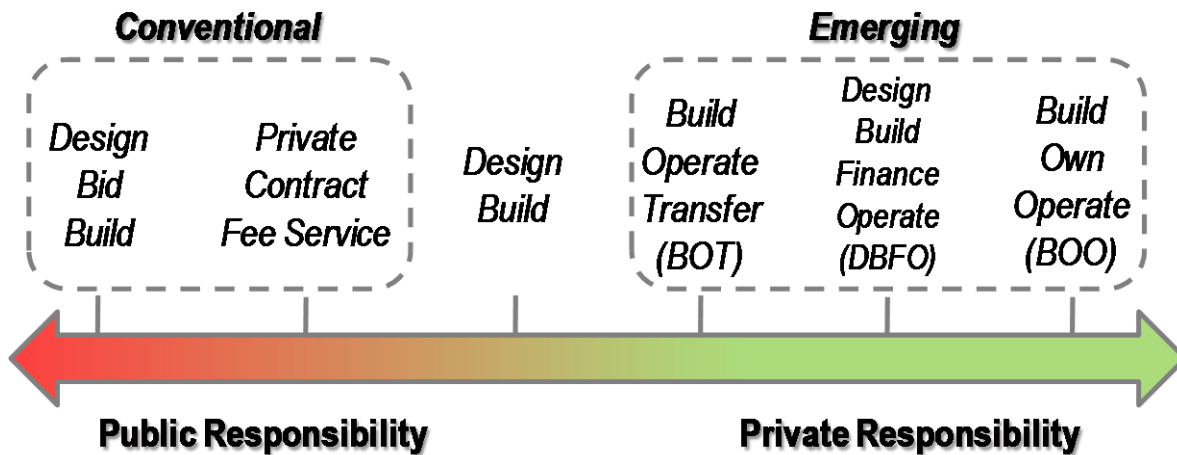 Conventional
Emerging
Design
Bid
Build
Private
Contract
Fee Service
Design
Build
Build
Operate
Transfer
(BOT)
Design
Build
Finance
Operate
(DBFO)
Build
Own
Operate
(BOO)
Public Responsibility
Private Responsibility